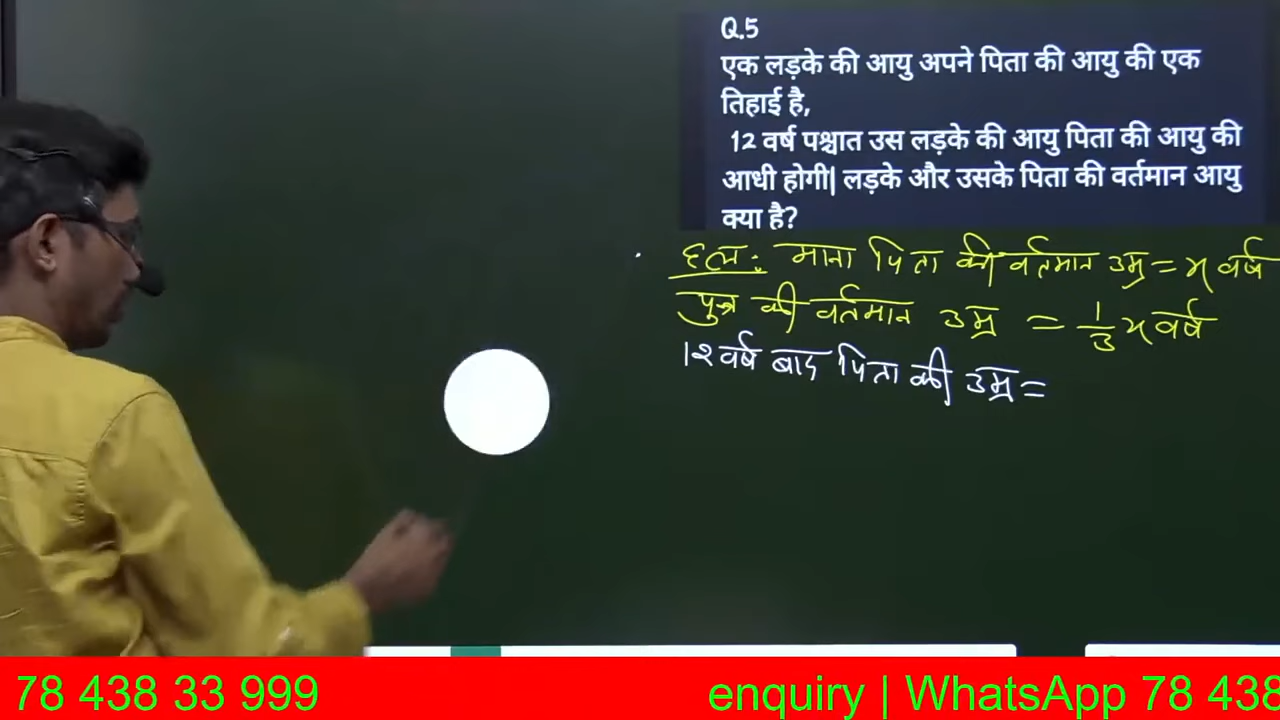 Q.5
एक लड़के की आयु अपने पिता की आयु की एक
तिहाई है,
12 वर्ष पश्चात उस लड़के की आयु पिता की आयु की
आधी होगी| लड़के और उसके पिता की वर्तमान आयु
क्या है?
हल: माना पिता की वर्तमान उम्र = x वर्ष
पुत्र की वर्तमान उम्र = 1/3 x वर्ष
12 वर्ष बाद पिता की उम्र =
78 438 33 999
enquiry | WhatsApp 78 438